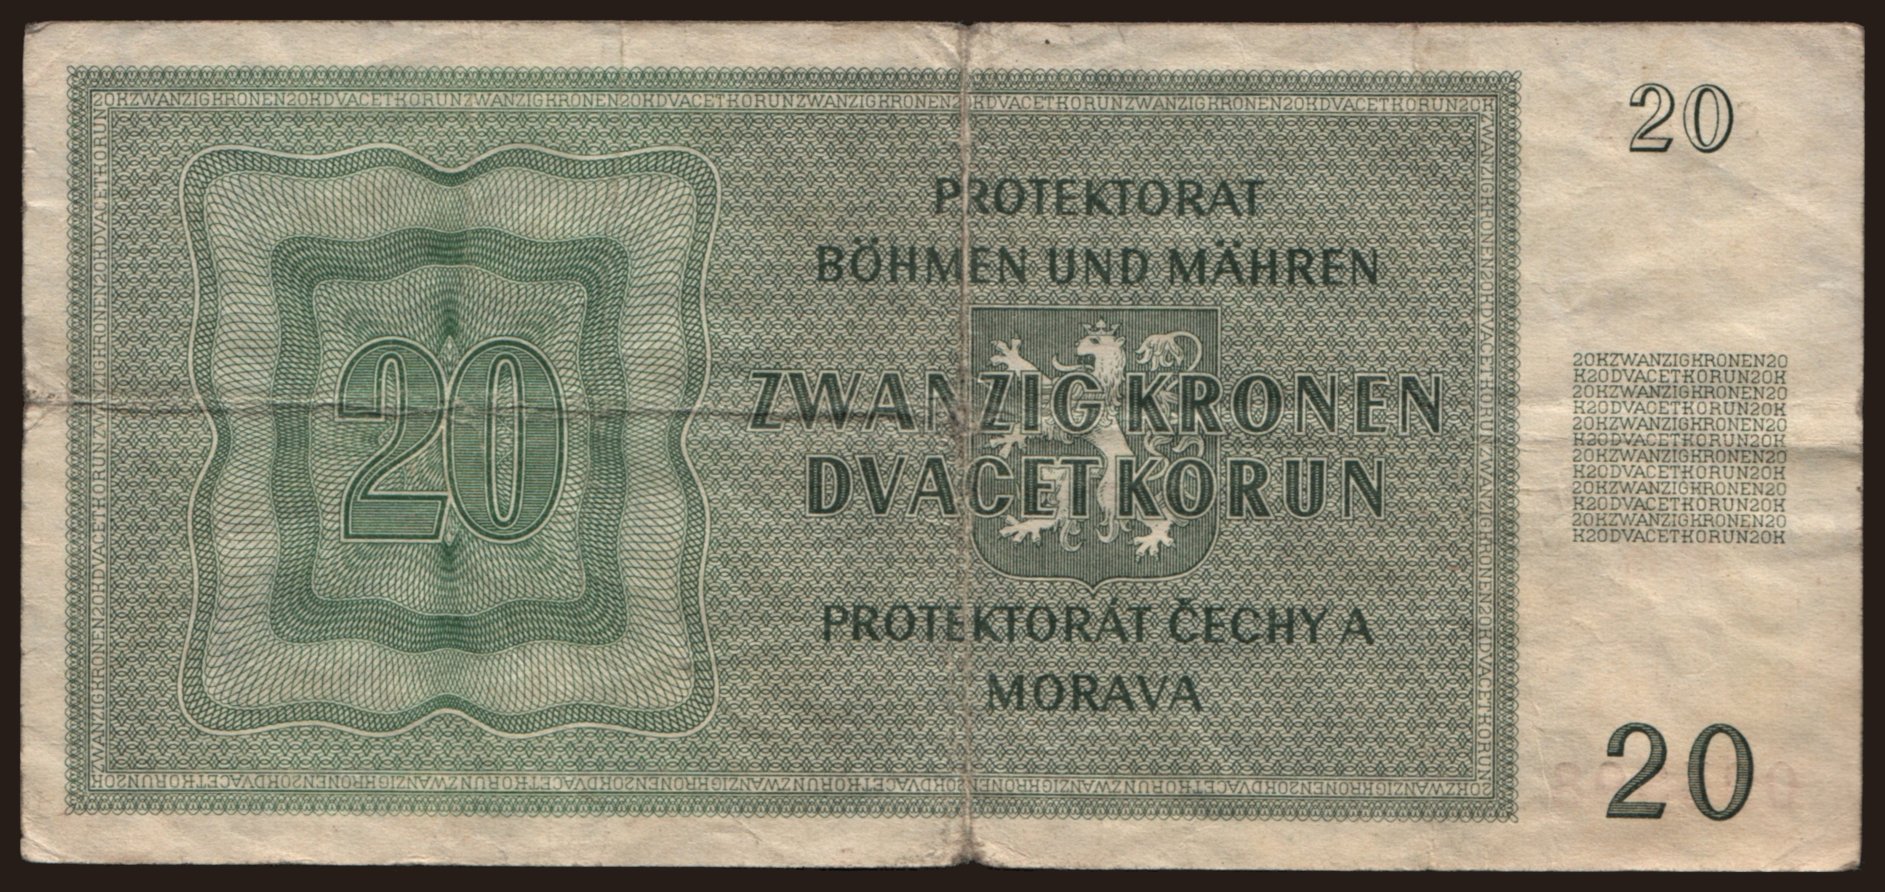 20KZWANZIGKRONEN20KDVACETKORUNZWANZIGKRONEN20KDVACETKORUNZWANZIGKRONEN20KDVACETKORUNZWANZIGKRONEN20KDVACETKORUN20K
20
PROTEKTORAT
BÖHMEN UND MÄHREN
20
ZWANZIG KRONEN
DVACET KORUN
PROTEKTORÁT ČECHY A
MORAVA
20KZWANZIGKRONEN20
K20DVACETKORUN20K
20KZWANZIGKRONEN20
K20DVACETKORUN20K
20KZWANZIGKRONEN20
K20DVACETKORUN20K
20KZWANZIGKRONEN20
K20DVACETKORUN20K
20KZWANZIGKRONEN20
K20DVACETKORUN20K
20KZWANZIGKRONEN20
K20DVACETKORUN20K
20